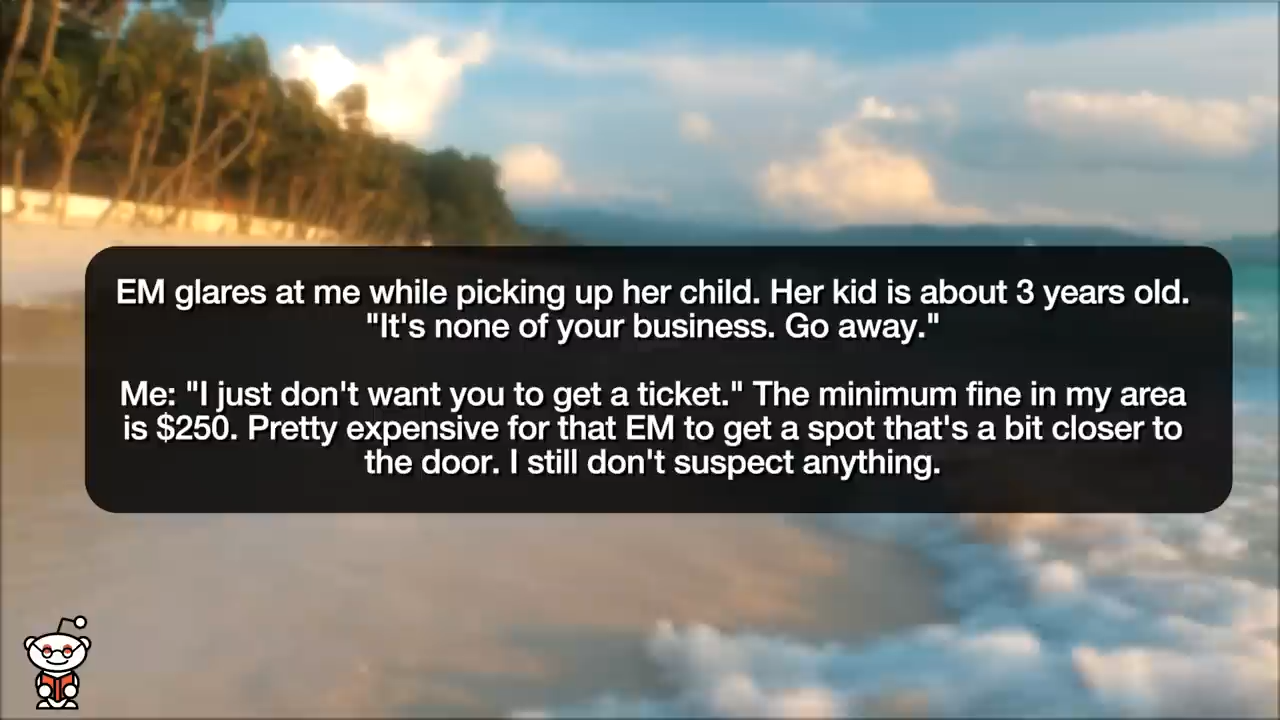 EM glares at me while picking up her child. Her kid is about 3 years old.
"It's none of your business. Go away."
Me: "I just don't want you to get a ticket." The minimum fine in my area
is $250. Pretty expensive for that EM to get a spot that's a bit closer to
the door. I still don't suspect anything.